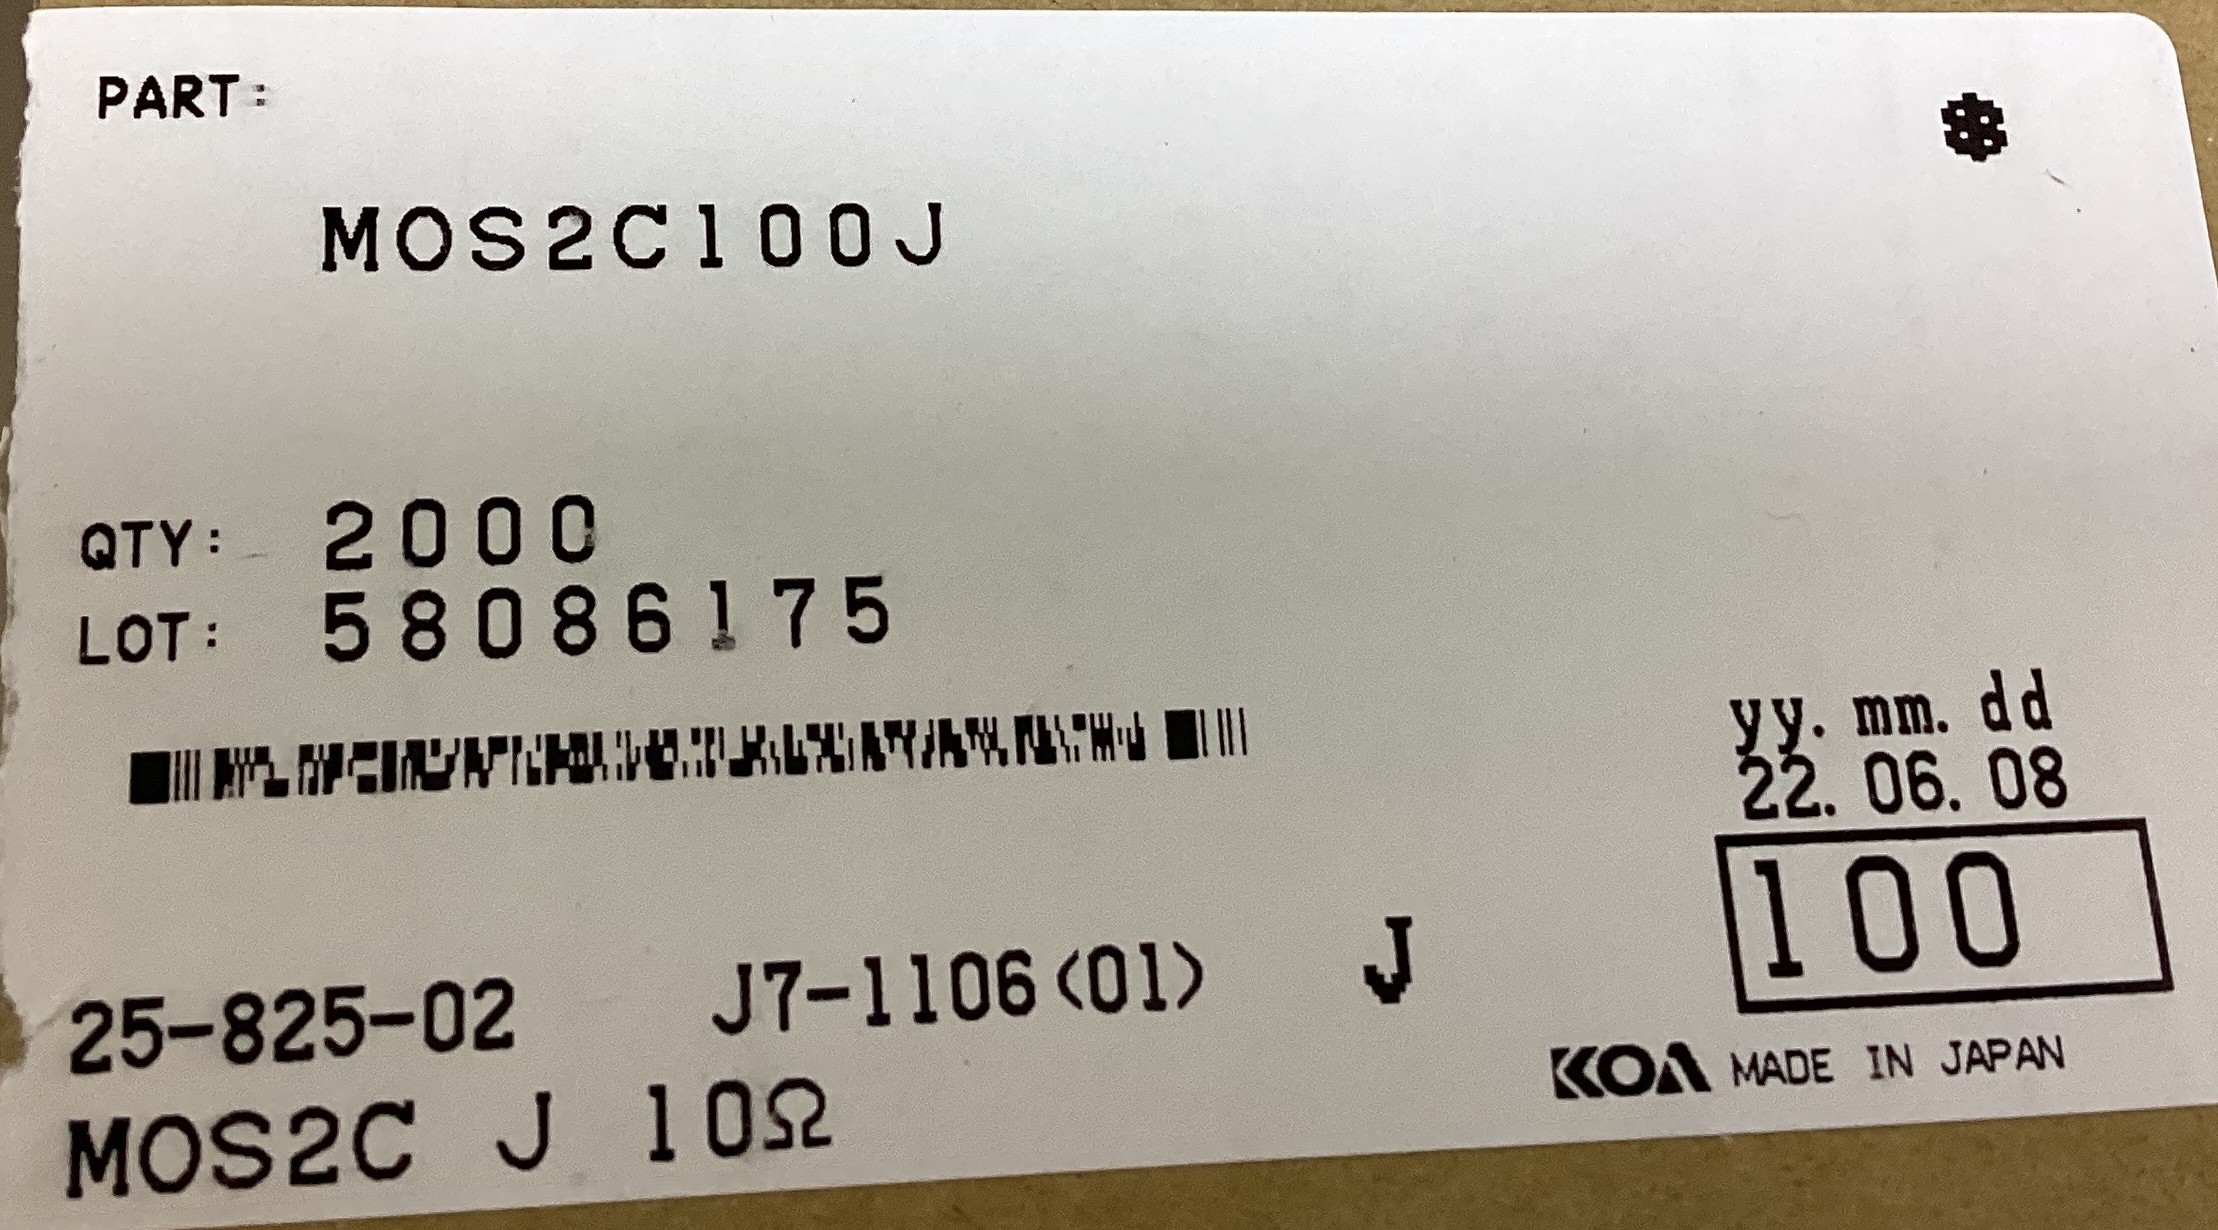 PART:
MOS2C100J
QTY: 2000
LOT: 58086175
yy. mm. dd
22. 06. 08
100
25-825-02 J7-1106<01> J
KOA MADE IN JAPAN
MOS2C J 10Ω